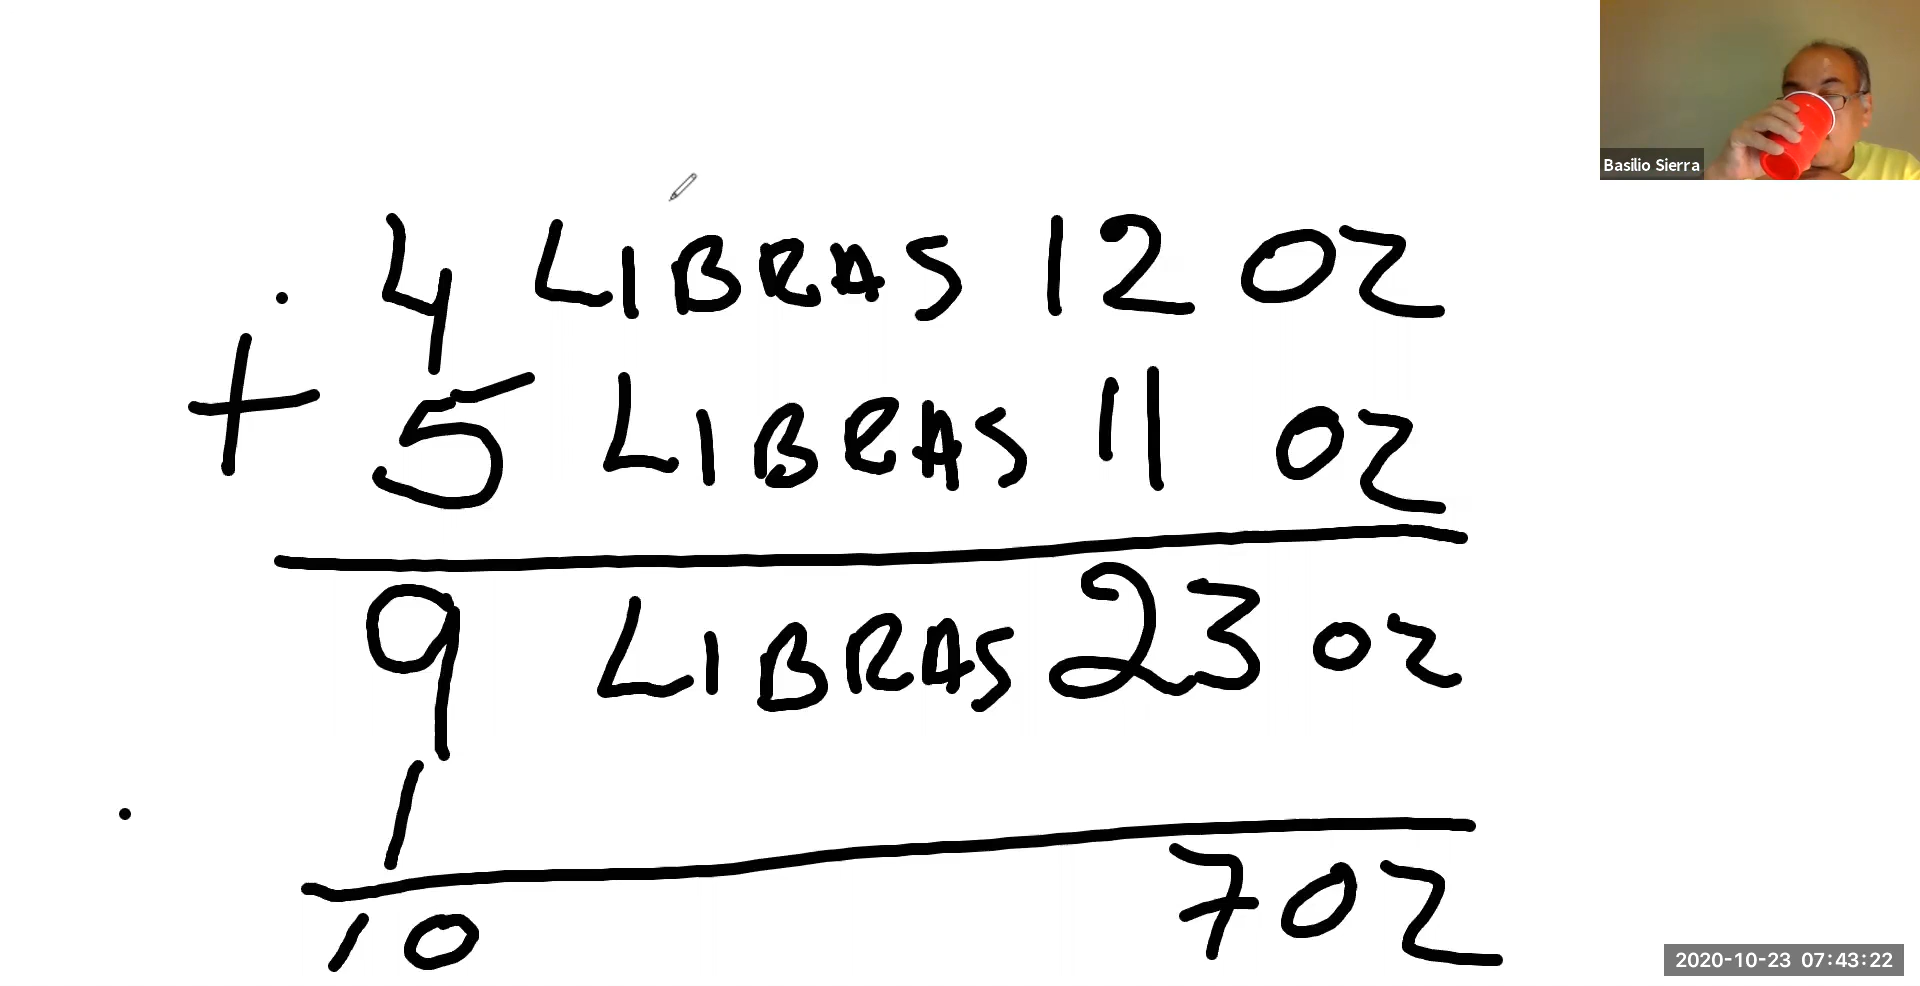 Basilio Sierra
4 LIBRAS 12 OZ
+ 5 LIBRAS 11 OZ
9 LIBRAS 23 OZ
1
10 7 OZ
2020-10-23 07:43:22